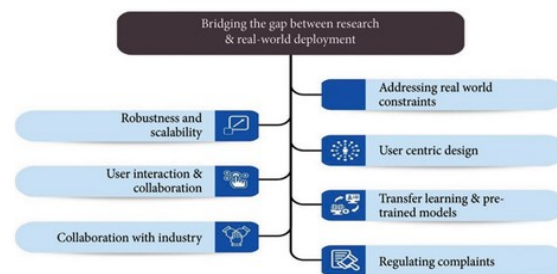 Bridging the gap between research
& real-world deployment
Robustness and
scalability
User interaction &
collaboration
Collaboration with industry
Addressing real world
constraints
User centric design
Transfer learning & pre-
trained models
Regulating complaints